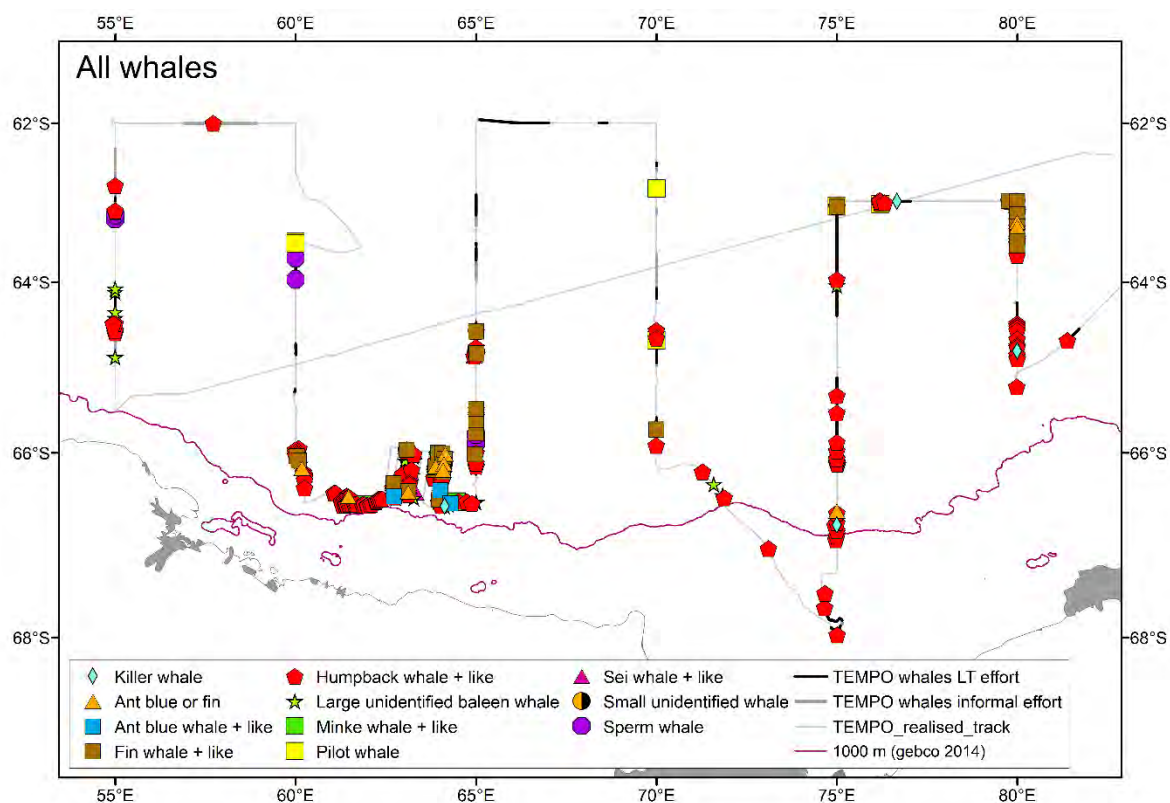 55°E 60°E 65°E 70°E 75°E 80°E
All whales
62°S 62°S
64°S 64°S
66°S 66°S
68°S 68°S
Killer whale Humpback whale + like Sei whale + like TEMPO whales LT effort
Ant blue or fin Large unidentified baleen whale Small unidentified whale TEMPO whales informal effort
Ant blue whale + like Minke whale + like Sperm whale TEMPO_realised_track
Fin whale + like Pilot whale 1000 m (gebco 2014)
55°E 60°E 65°E 70°E 75°E 80°E